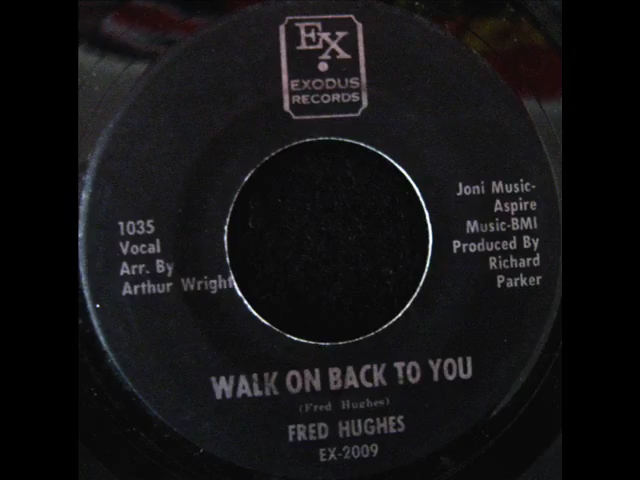 EX
EXODUS
RECORDS
1035
Vocal
Arr. By
Arthur Wright
Joni Music-
Aspire
Music-BMI
Produced By
Richard
Parker
WALK ON BACK TO YOU
(Fred Hughes)
FRED HUGHES
EX-2009